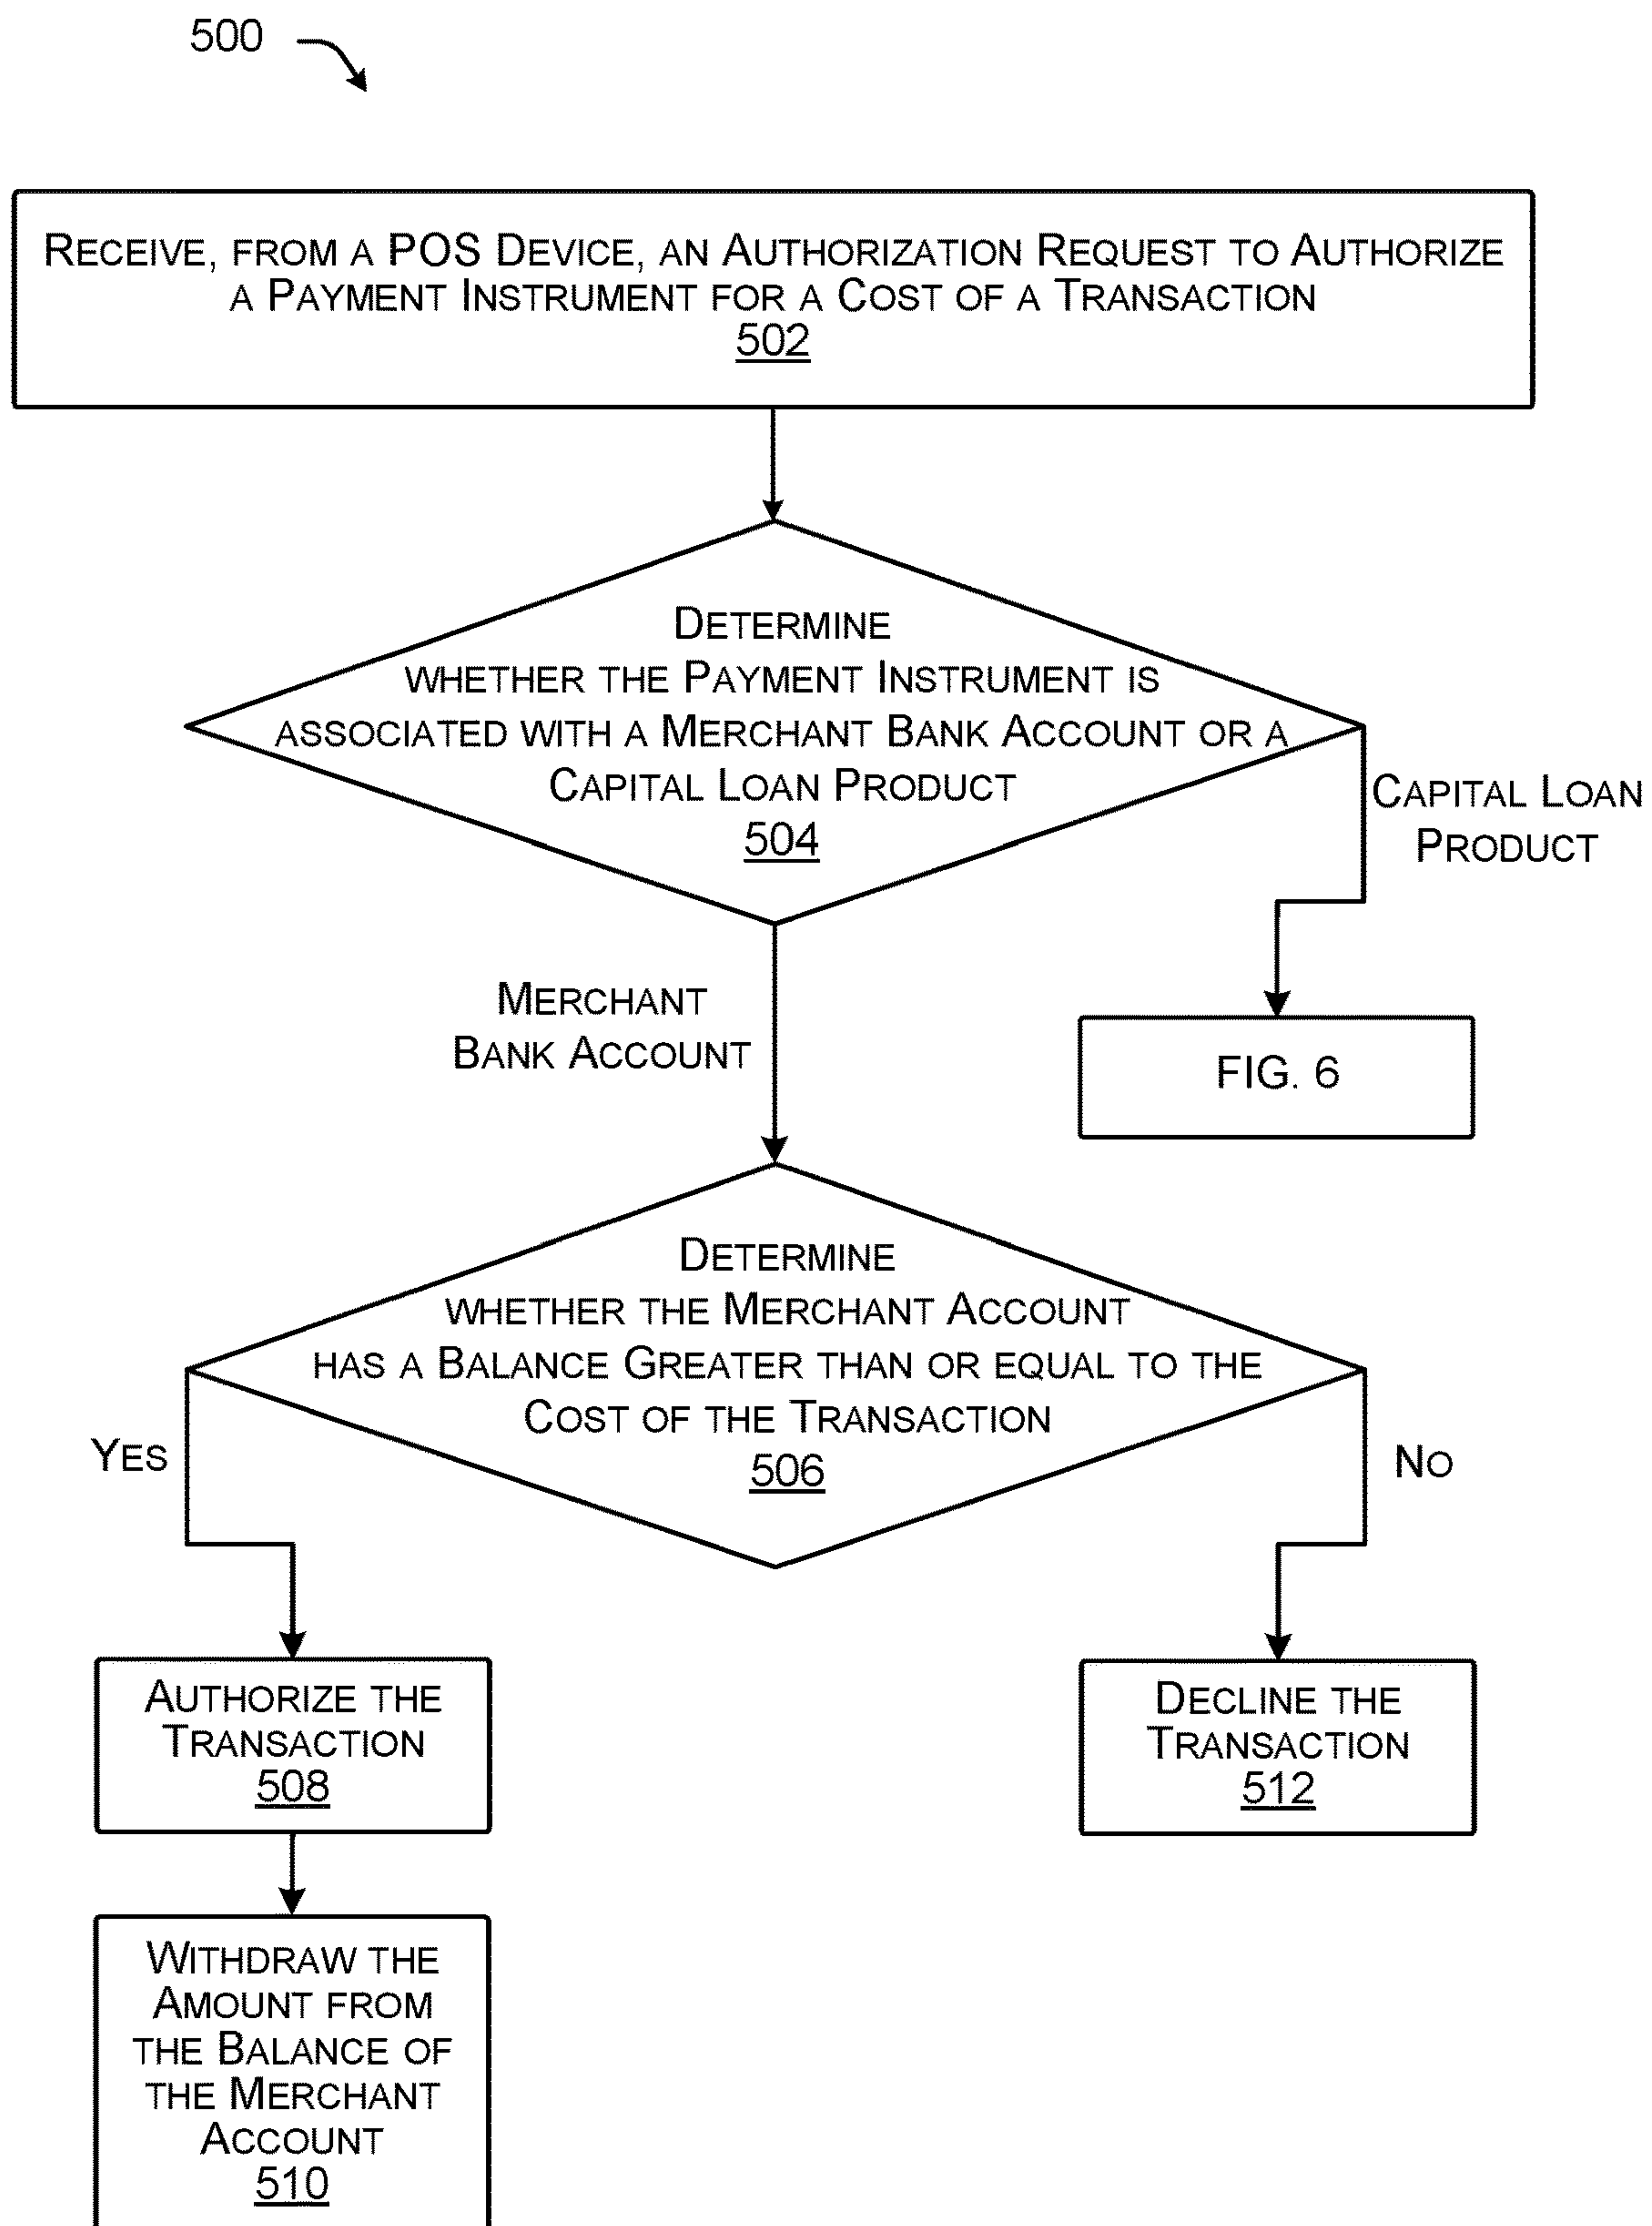 500
RECEIVE, FROM A POS DEVICE, AN AUTHORIZATION REQUEST TO AUTHORIZE
A PAYMENT INSTRUMENT FOR A COST OF A TRANSACTION
502
DETERMINE
WHETHER THE PAYMENT INSTRUMENT IS
ASSOCIATED WITH A MERCHANT BANK ACCOUNT OR A
CAPITAL LOAN PRODUCT
504
CAPITAL LOAN
PRODUCT
MERCHANT
BANK ACCOUNT
FIG. 6
DETERMINE
WHETHER THE MERCHANT ACCOUNT
HAS A BALANCE GREATER THAN OR EQUAL TO THE
COST OF THE TRANSACTION
506
YES
NO
AUTHORIZE THE
TRANSACTION
508
DECLINE THE
TRANSACTION
512
WITHDRAW THE
AMOUNT FROM
THE BALANCE OF
THE MERCHANT
ACCOUNT
510